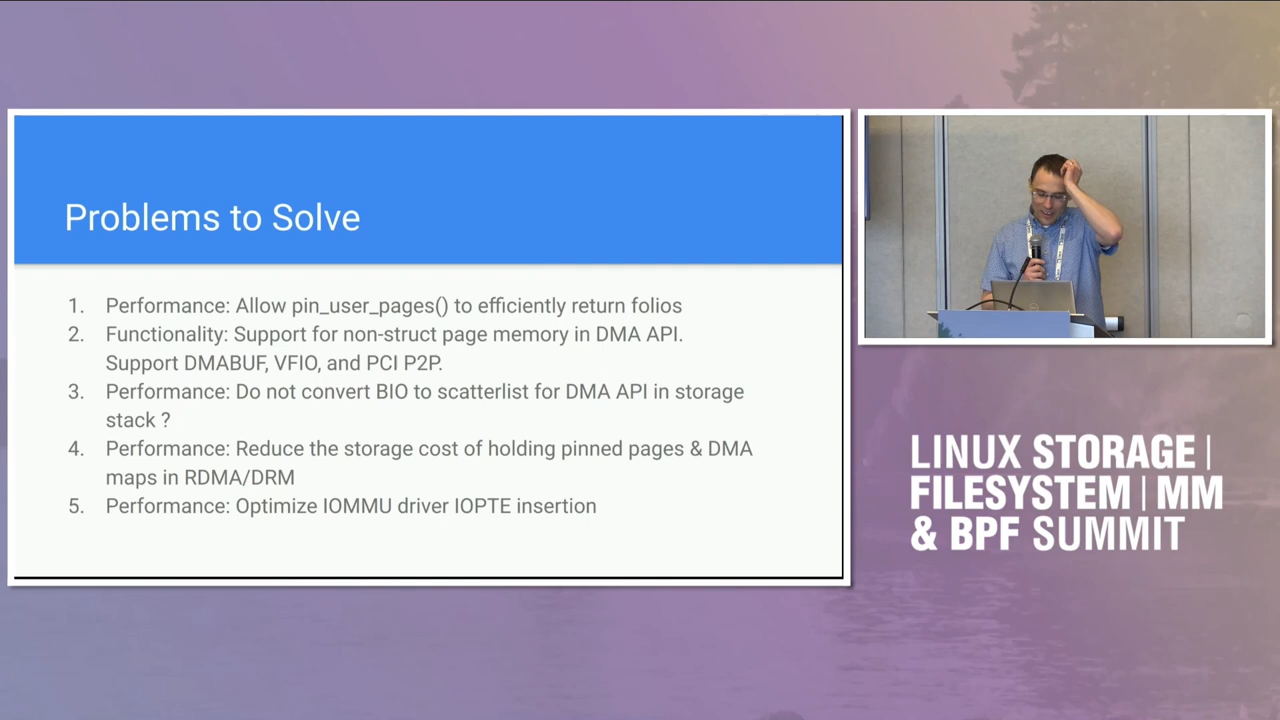 Problems to Solve
1. Performance: Allow pin_user_pages() to efficiently return folios
2. Functionality: Support for non-struct page memory in DMA API.
Support DMABUF, VFIO, and PCI P2P.
3. Performance: Do not convert BIO to scatterlist for DMA API in storage
stack ?
4. Performance: Reduce the storage cost of holding pinned pages & DMA
maps in RDMA/DRM
5. Performance: Optimize IOMMU driver IOPTE insertion
LINUX STORAGE |
FILESYSTEM | MM
& BPF SUMMIT